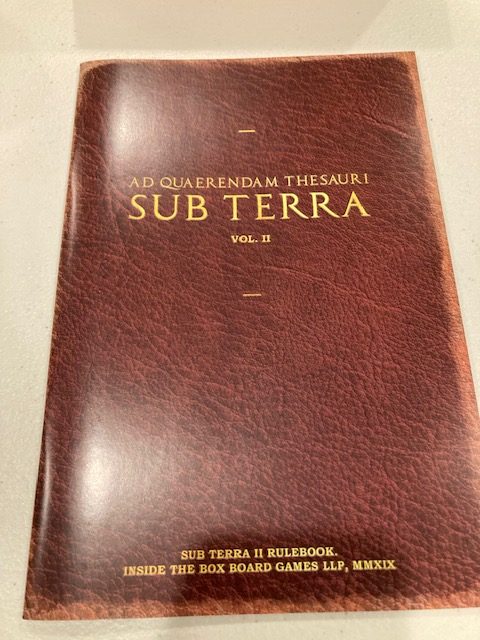 AD QUAERENDAM THESAURI
SUB TERRA
VOL. II
SUB TERRA II RULEBOOK.
INSIDE THE BOX BOARD GAMES LLP, MMXIX